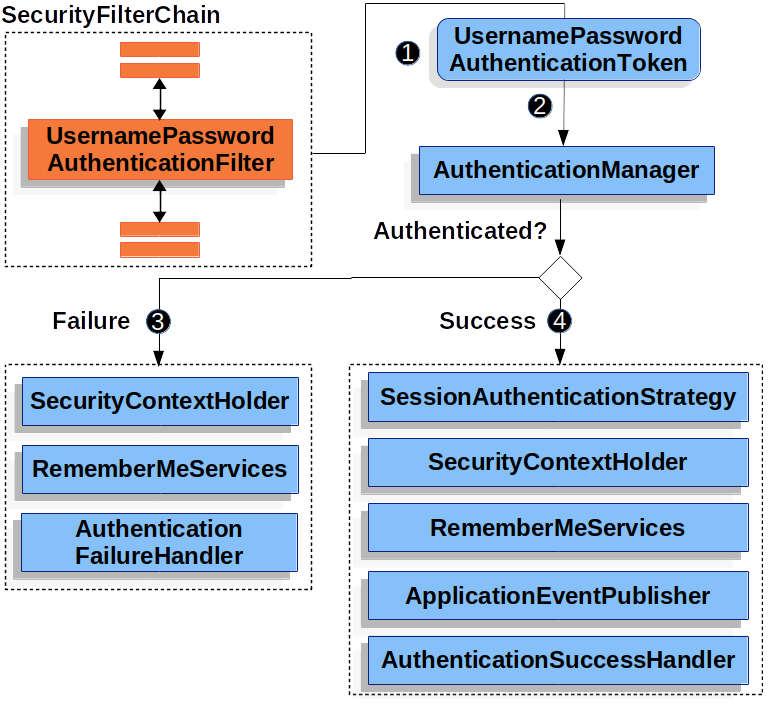 SecurityFilterChain
UsernamePassword
AuthenticationFilter
1
UsernamePassword
AuthenticationToken
2
AuthenticationManager
Authenticated?
Failure 3
Success 4
SecurityContextHolder
RememberMeServices
Authentication
FailureHandler
SessionAuthenticationStrategy
SecurityContextHolder
RememberMeServices
ApplicationEventPublisher
AuthenticationSuccessHandler